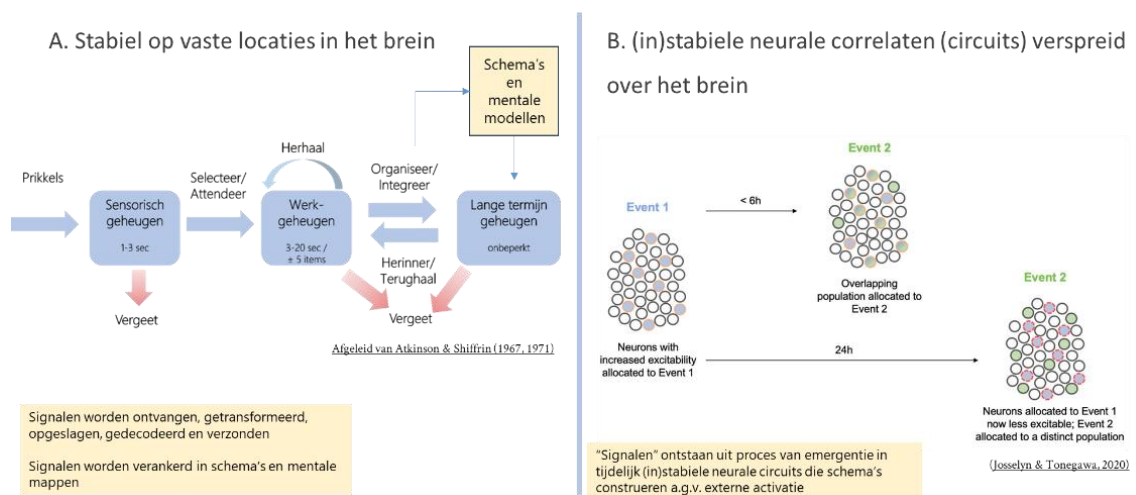 A. Stabiel op vaste locaties in het brein
Schema's
en
mentale
modellen
Herhaal
Prikkels
Selecteer/
Attendeer
Organiseer/
Integreer
Sensorisch
geheugen
1-3 sec
Werk-
geheugen
3-20 sec /
± 5 items
Lange termijn
geheugen
onbeperkt
Herinner/
Terughaal
Vergeet
Vergeet
Afgeleid van Atkinson & Shiffrin (1967, 1971)
Signalen worden ontvangen, getransformeerd,
opgeslagen, gedecodeerd en verzonden
Signalen worden verankerd in schema's en mentale
mappen
B. (in)stabiele neurale correlaten (circuits) verspreid
over het brein
Event 1
Neurons with
increased excitability
allocated to Event 1
< 6h
Event 2
Overlapping
population allocated to
Event 2
24h
Event 2
Neurons allocated to Event 1
now less excitable; Event 2
allocated to a distinct population
(Josselyn & Tonegawa, 2020)
"Signalen" ontstaan uit proces van emergentie in
tijdelijk (in)stabiele neurale circuits die schema's
construeren a.g.v. externe activatie